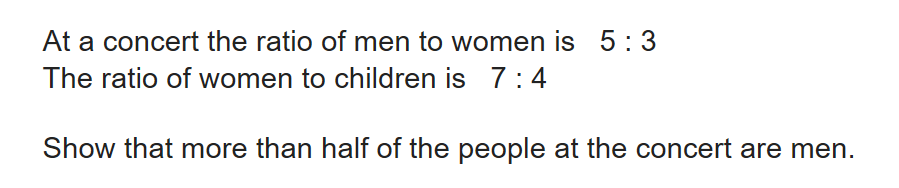 At a concert the ratio of men to women is 5 : 3
The ratio of women to children is 7 : 4
Show that more than half of the people at the concert are men.